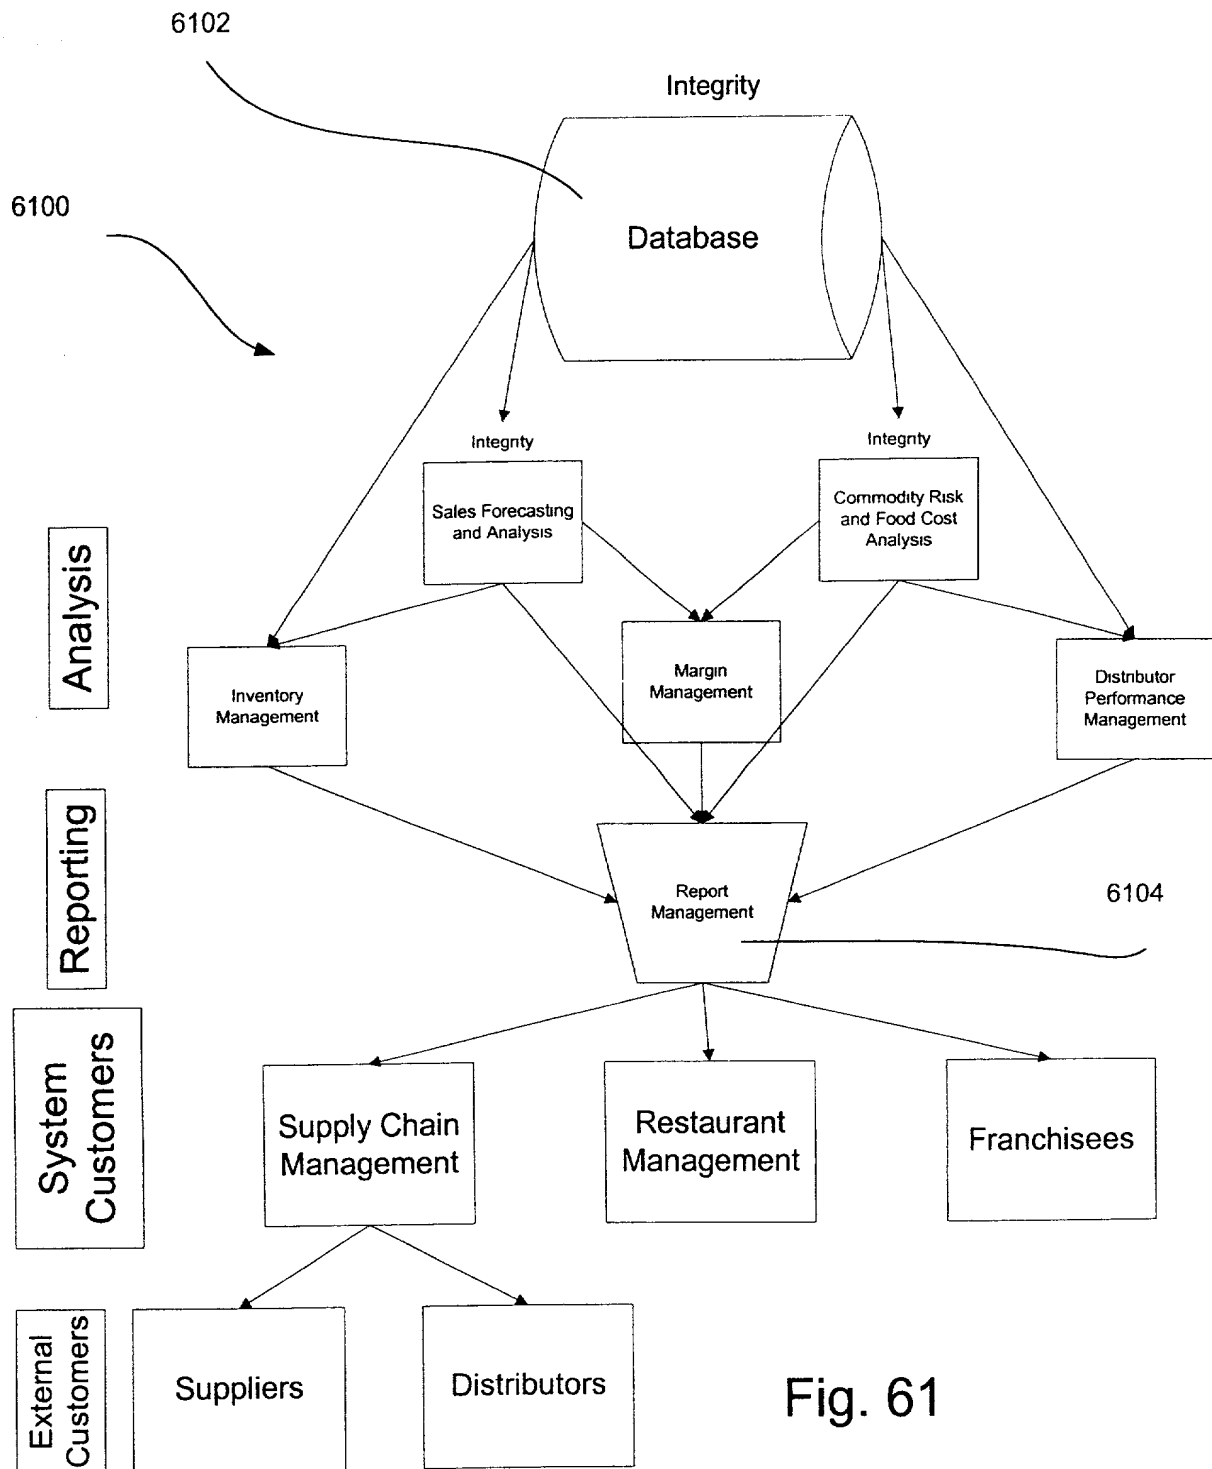 6102
Integrity
6100
Database
Integrity
Integrity
Sales Forecasting
and Analysis
Commodity Risk
and Food Cost
Analysis
Analysis
Inventory
Management
Margin
Management
Distributor
Performance
Management
Reporting
Report
Management
6104
System
Customers
Supply Chain
Management
Restaurant
Management
Franchisees
External
Customers
Suppliers
Distributors
Fig. 61